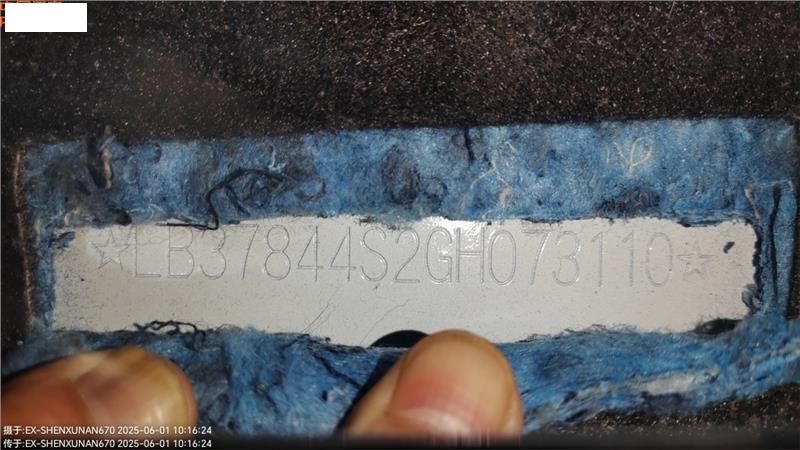 ☆LB37844S2GH073110☆
摄于:EX-SHENXUNAN670 2025-06-01 10:16:24
传于:EX-SHENXUNAN670 2025-06-01 10:16:24